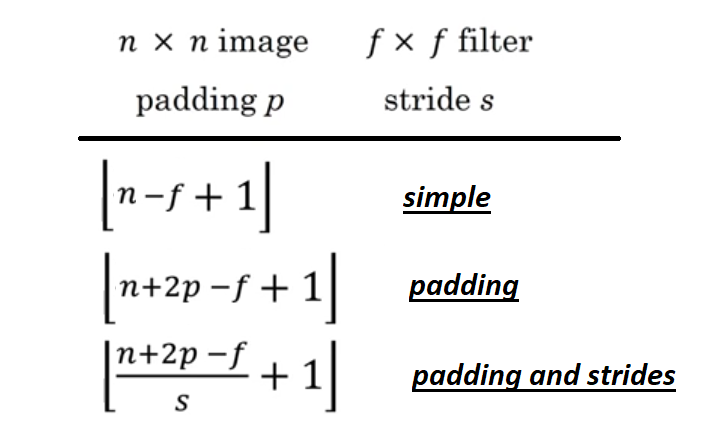 n × n image f × f filter
padding p stride s
⌊n − f + 1⌋ simple
⌊n+2p − f + 1⌋ padding
⌊(n+2p − f)/s + 1⌋ padding and strides